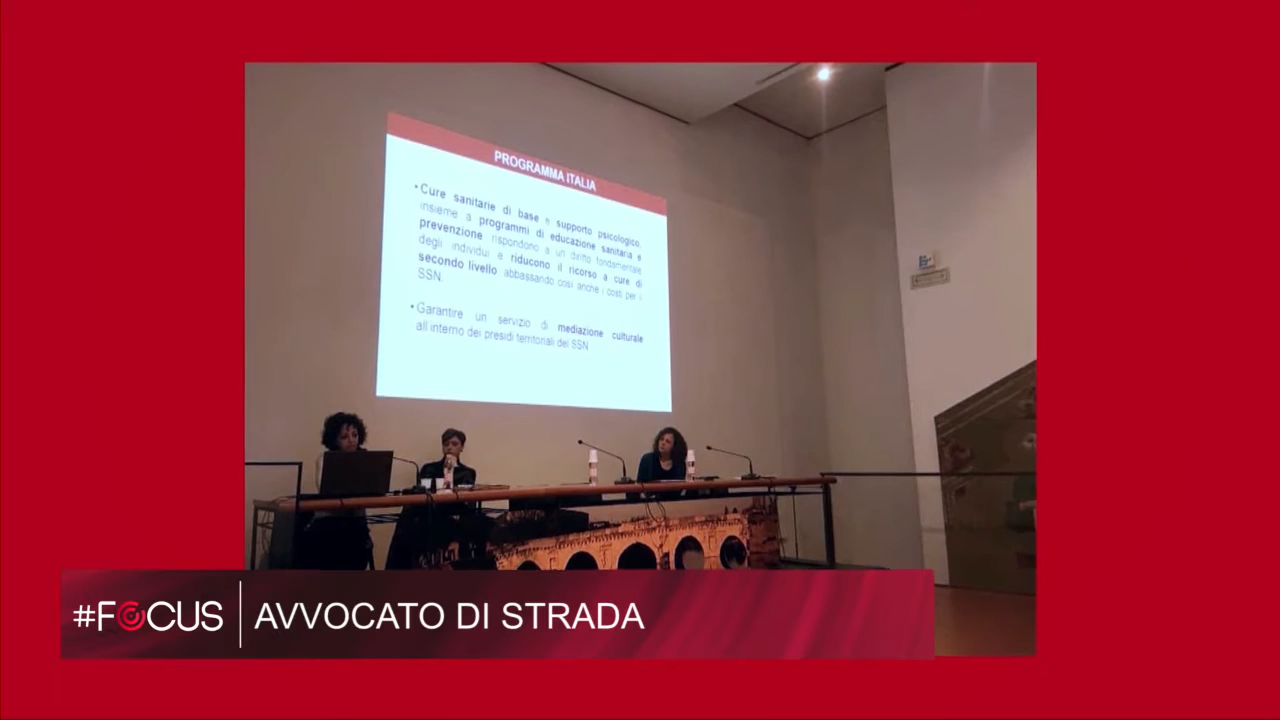 PROGRAMMA ITALIA
• Cure sanitarie di base e supporto psicologico,
insieme a programmi di educazione sanitaria e
prevenzione rispondono a un diritto fondamentale
degli individui e riducono il ricorso a cure di
secondo livello abbassando così anche i costi per il
SSN.
• Garantire un servizio di mediazione culturale
all'interno dei presidi territoriali del SSN
#FOCUS
AVVOCATO DI STRADA